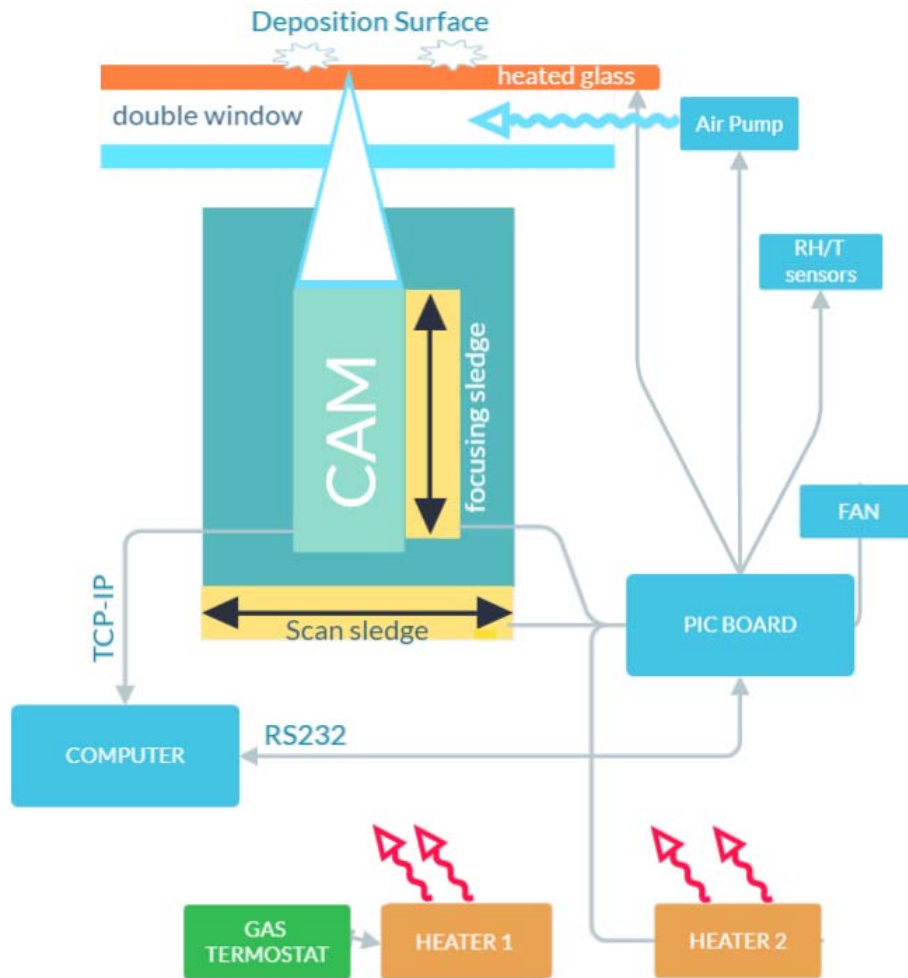 Deposition Surface
heated glass
double window
Air Pump
RH/T
sensors
CAM
focusing sledge
FAN
TCP-IP
Scan sledge
PIC BOARD
COMPUTER
RS232
GAS
TERMOSTAT
HEATER 1
HEATER 2